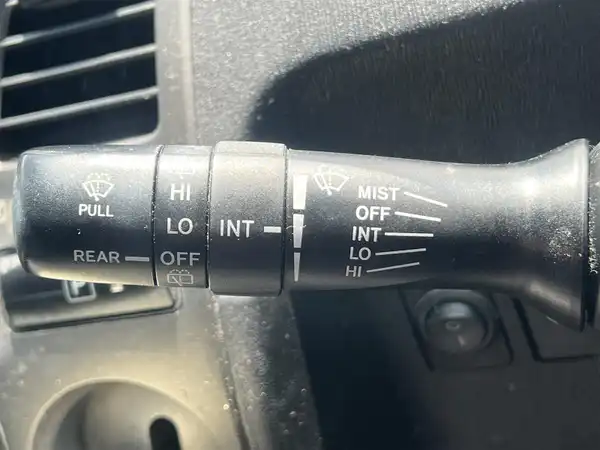 PULL
REAR
HI
LO
OFF
INT
MIST
OFF
INT
LO
HI
P